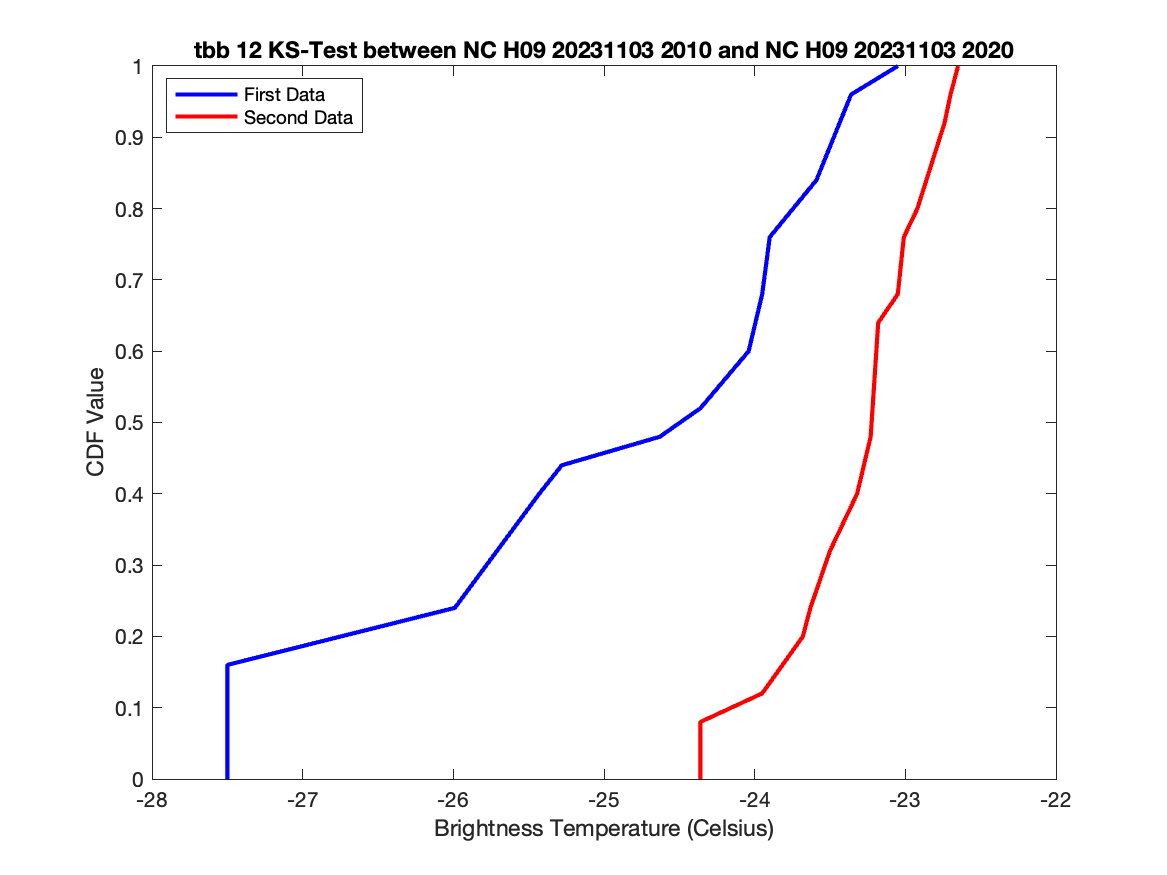 tbb 12 KS-Test between NC H09 20231103 2010 and NC H09 20231103 2020
First Data
Second Data
CDF Value
1
0.9
0.8
0.7
0.6
0.5
0.4
0.3
0.2
0.1
0
-28 -27 -26 -25 -24 -23 -22
Brightness Temperature (Celsius)